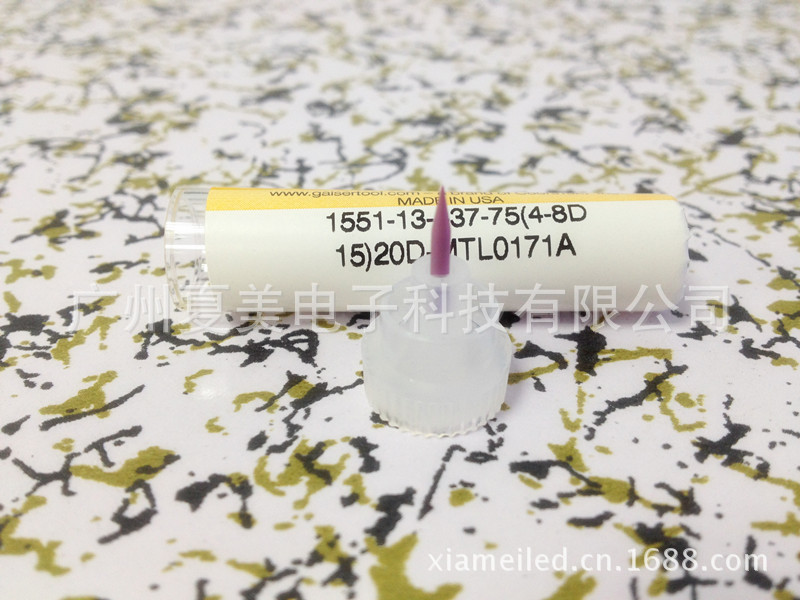 www.gaisertool.com
MADE IN USA
1551-13- 37-75(4-8D
15)20D- MTL0171A
广州夏美电子科技有限公司
xiameiled.cn.1688.com